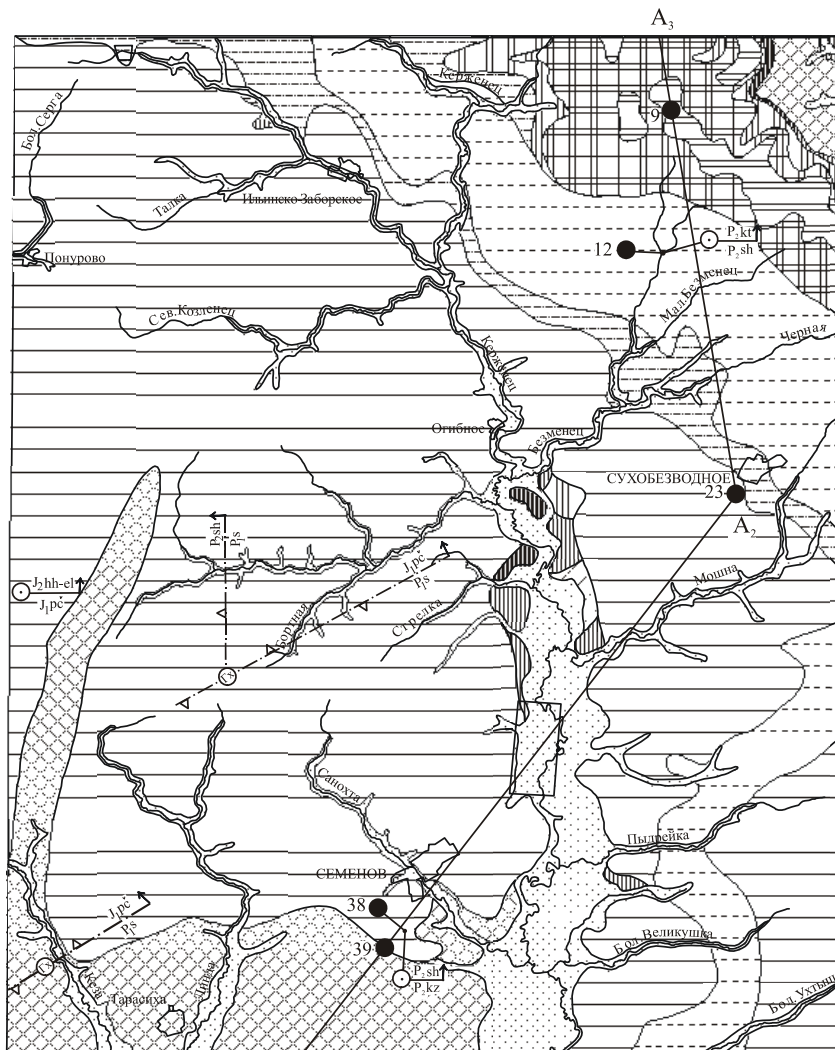 A3
Керженец
Бол.Серга
9
Талка
Ильинско-Заборское
12
P2kt
P2sh
Понурово
Мал.Безменец
Сев.Козленец
Черная
Керженец
Огибное
Безменец
СУХОБЕЗВОДНОЕ
23
A2
P2sh
P1s
J2hh-el
J1pč
J1pč
P1s
Мошна
Бортная
Стрелка
Санохта
Пыдрейка
СЕМЕНОВ
38
J1pč
P1s
39
Бол.Великушка
P2sh
P2kz
Тарасиха
Бол.Ухтыш